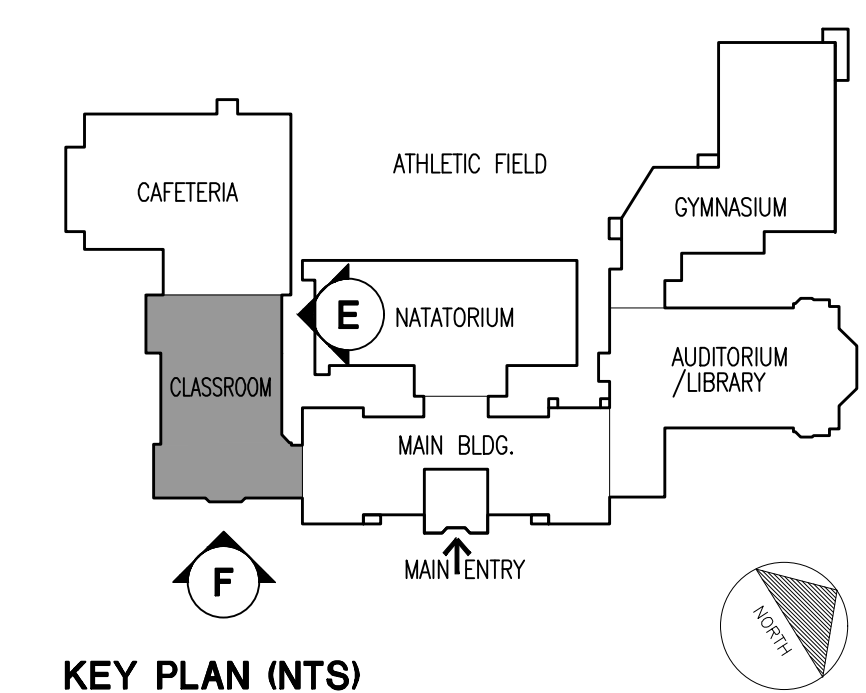 ATHLETIC FIELD
CAFETERIA
GYMNASIUM
E
NATATORIUM
AUDITORIUM
/LIBRARY
CLASSROOM
MAIN BLDG.
MAIN ENTRY
F
NORTH
KEY PLAN (NTS)